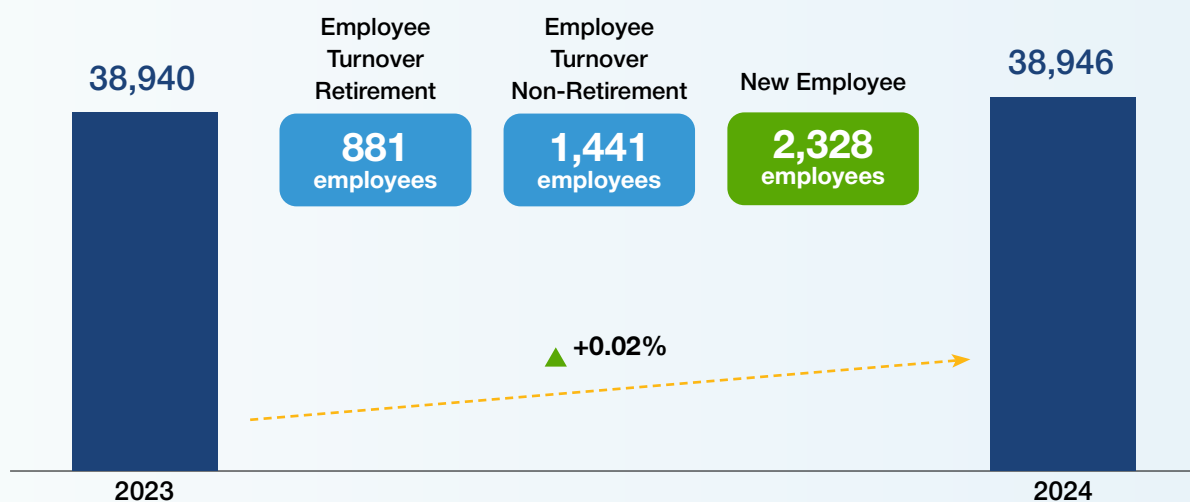 38,940
Employee
Turnover
Retirement
881
employees
Employee
Turnover
Non-Retirement
1,441
employees
New Employee
2,328
employees
38,946
+0.02%
2023
2024